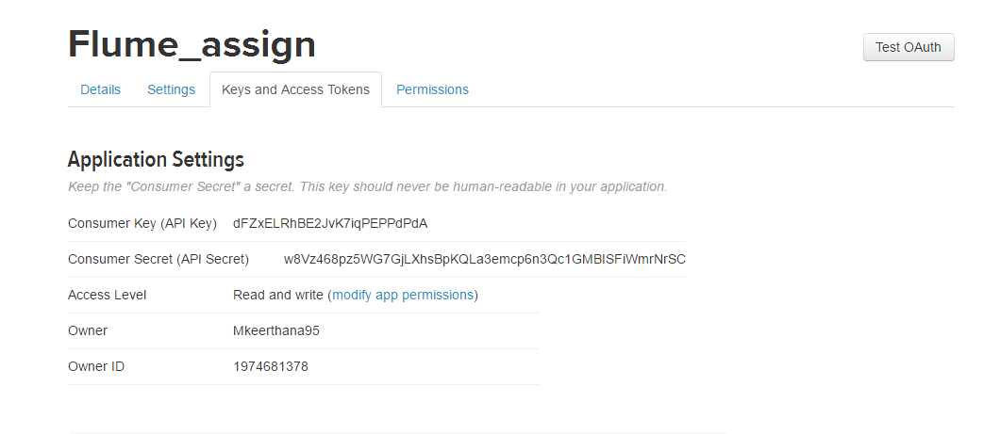 Flume_assign
Test OAuth
Details Settings Keys and Access Tokens Permissions
Application Settings
Keep the "Consumer Secret" a secret. This key should never be human-readable in your application.
Consumer Key (API Key) dFZxELRhBE2JvK7iqPEPPdPdA
Consumer Secret (API Secret) w8Vz468pz5WG7GjLXhsBpKQLa3emcp6n3Qc1GMBISFiWmrNrSC
Access Level Read and write (modify app permissions)
Owner Mkeerthana95
Owner ID 1974681378